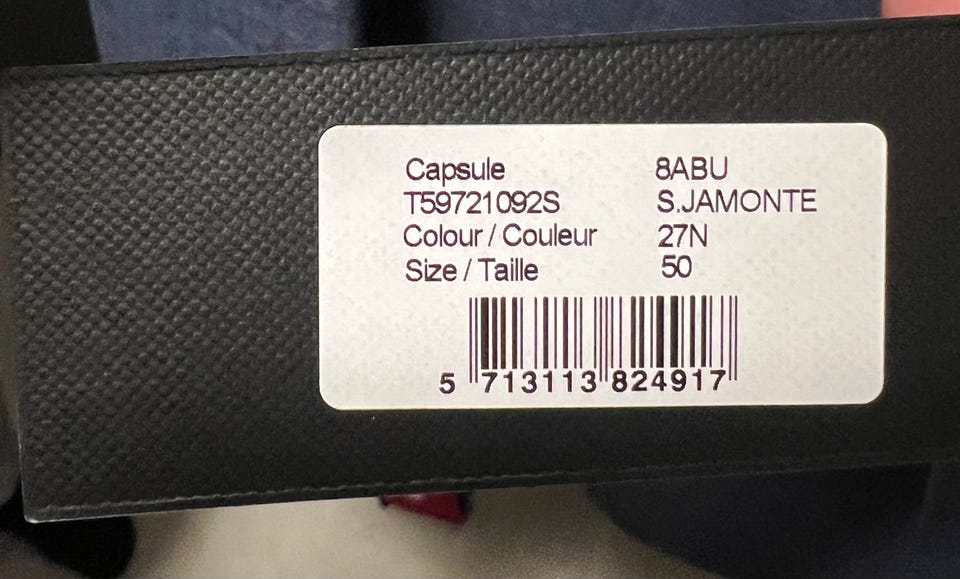 Capsule 8ABU
T59721092S S.JAMONTE
Colour / Couleur 27N
Size / Taille 50
5 713113 824917